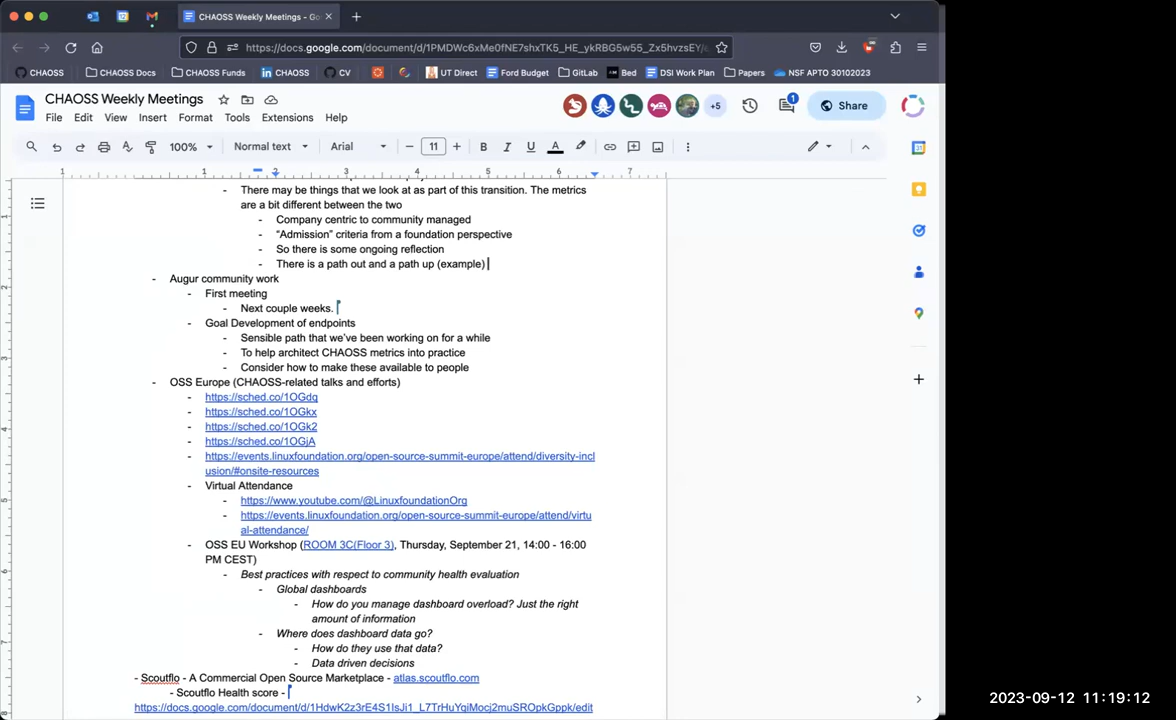 CHAOSS Weekly Meetings - Go
https://docs.google.com/document/d/1PMDWc6xMe0fNE7shxTK5_HE_ykRBG5w55_Zx5hvzsEY/e
CHAOSS CHAOSS Docs CHAOSS Funds CHAOSS CV UT Direct Ford Budget GitLab Bed DSI Work Plan Papers NSF APTO 30102023
CHAOSS Weekly Meetings
+5
1
Share
File Edit View Insert Format Tools Extensions Help
100% Normal text Arial 11 B I U A
1 1 2 3 4 5 6 7
- There may be things that we look at as part of this transition. The metrics
are a bit different between the two
- Company centric to community managed
- “Admission” criteria from a foundation perspective
- So there is some ongoing reflection
- There is a path out and a path up (example)
- Augur community work
- First meeting
- Next couple weeks.
- Goal Development of endpoints
- Sensible path that we’ve been working on for a while
- To help architect CHAOSS metrics into practice
- Consider how to make these available to people
- OSS Europe (CHAOSS-related talks and efforts)
- https://sched.co/1OGdq
- https://sched.co/1OGkx
- https://sched.co/1OGk2
- https://sched.co/1OGjA
- https://events.linuxfoundation.org/open-source-summit-europe/attend/diversity-incl
usion/#onsite-resources
- Virtual Attendance
- https://www.youtube.com/@LinuxfoundationOrg
- https://events.linuxfoundation.org/open-source-summit-europe/attend/virtu
al-attendance/
- OSS EU Workshop (ROOM 3C(Floor 3), Thursday, September 21, 14:00 - 16:00
PM CEST)
- Best practices with respect to community health evaluation
- Global dashboards
- How do you manage dashboard overload? Just the right
amount of information
- Where does dashboard data go?
- How do they use that data?
- Data driven decisions
- Scoutflo - A Commercial Open Source Marketplace - atlas.scoutflo.com
- Scoutflo Health score -
https://docs.google.com/document/d/1HdwK2z3rE4S1IsJi1_L7TrHuYqiMocj2muSROpkGppk/edit
2023-09-12 11:19:12